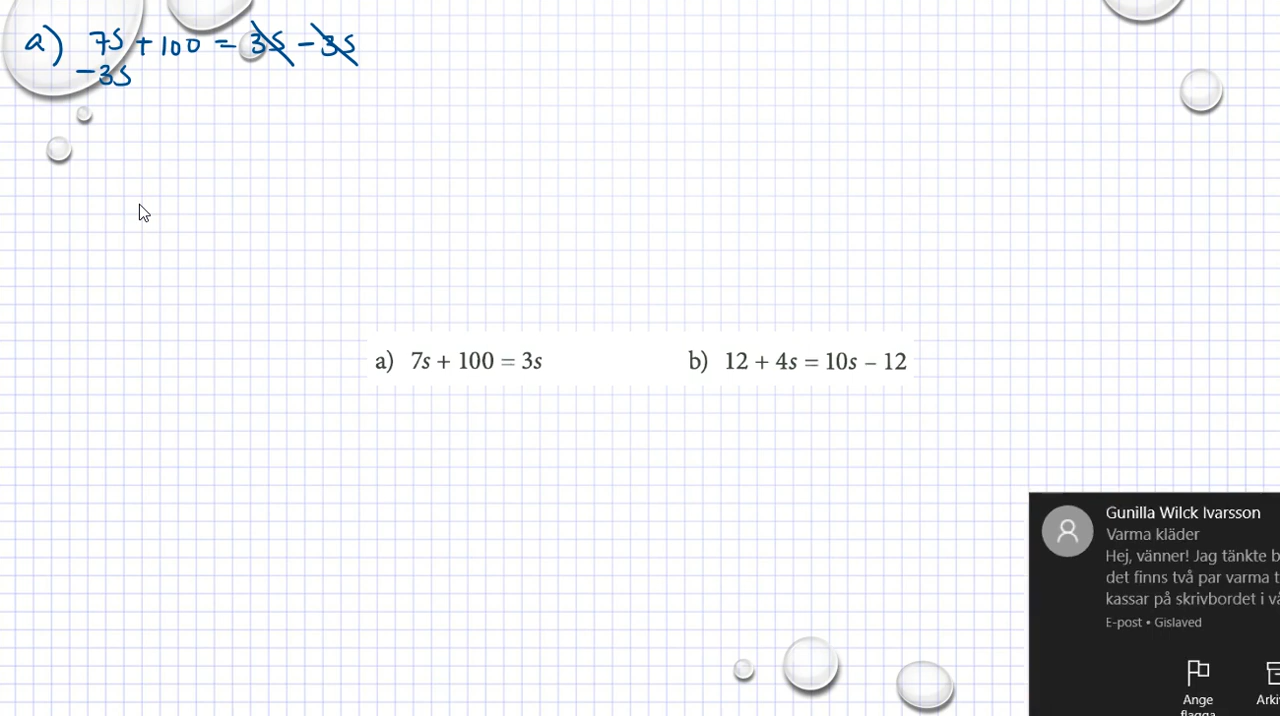 a) 7s + 100 = 3s - 3s
-3s
a) 7s + 100 = 3s
b) 12 + 4s = 10s – 12
Gunilla Wilck Ivarsson
Varma kläder
Hej, vänner! Jag tänkte
det finns två par varma
kassar på skrivbordet i
E-post • Gislaved
Ange
flagga